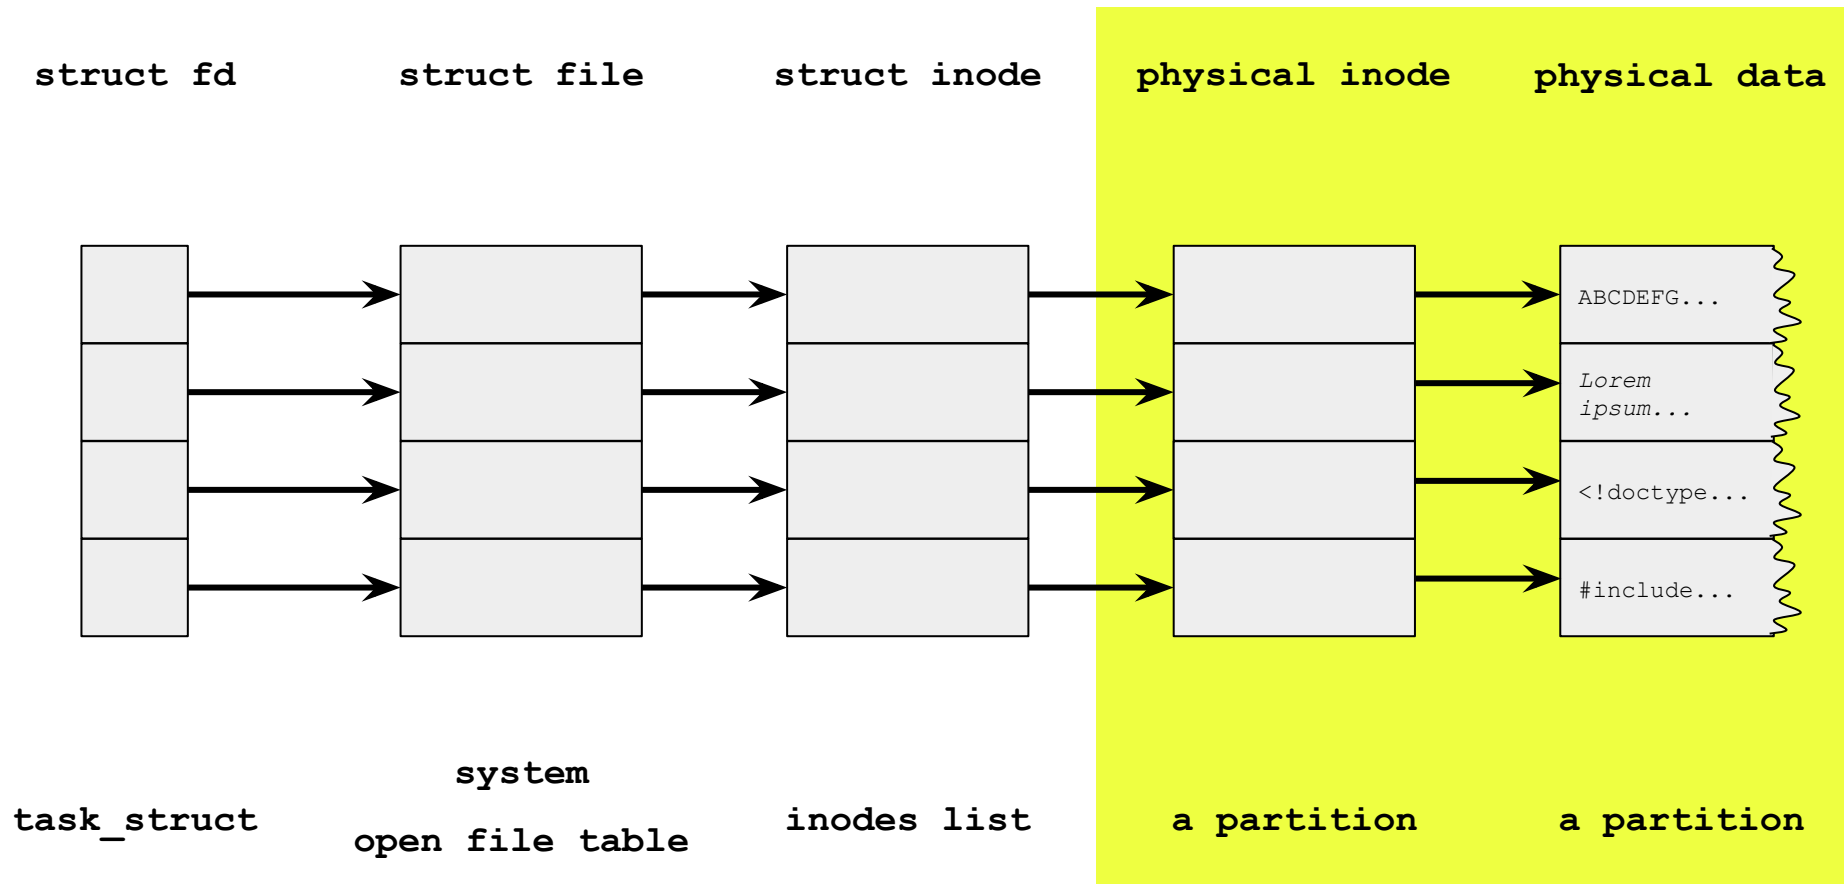 struct fd
struct file
struct inode
physical inode
physical data
ABCDEFG...
Lorem
ipsum...
<!doctype...
#include...
task_struct
system
open file table
inodes list
a partition
a partition